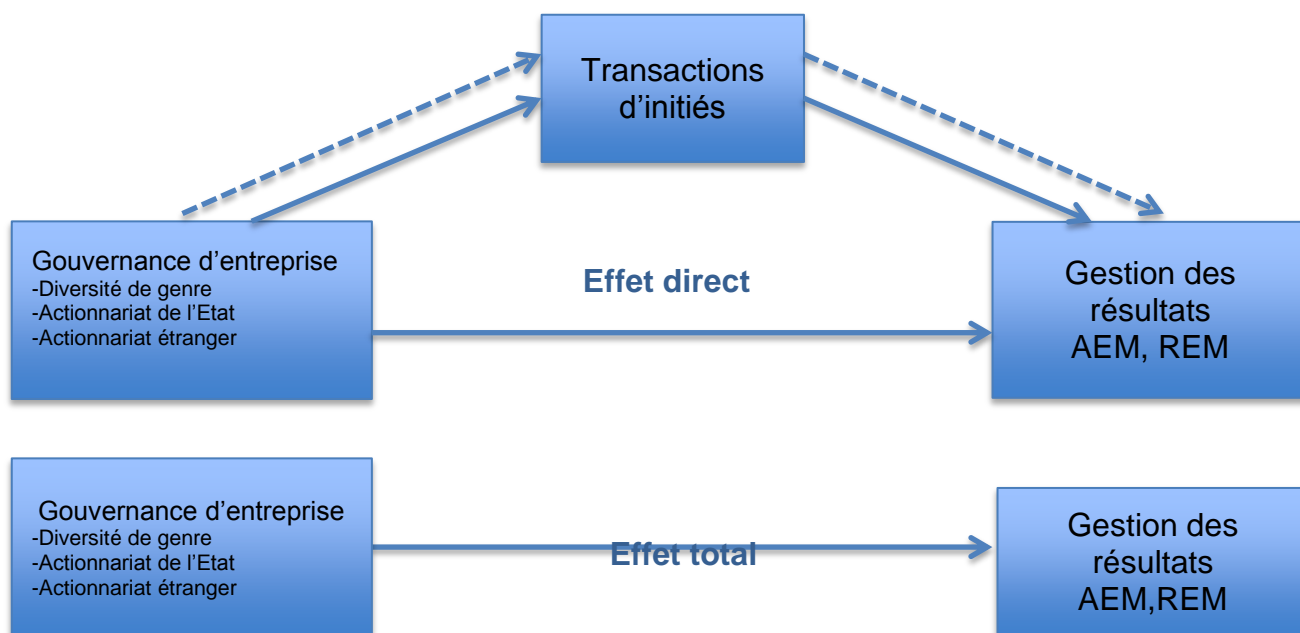 Transactions
d’initiés
Gouvernance d’entreprise
-Diversité de genre
-Actionnariat de l’Etat
-Actionnariat étranger
Effet direct
Gestion des
résultats
AEM, REM
Gouvernance d’entreprise
-Diversité de genre
-Actionnariat de l’Etat
-Actionnariat étranger
Effet total
Gestion des
résultats
AEM,REM